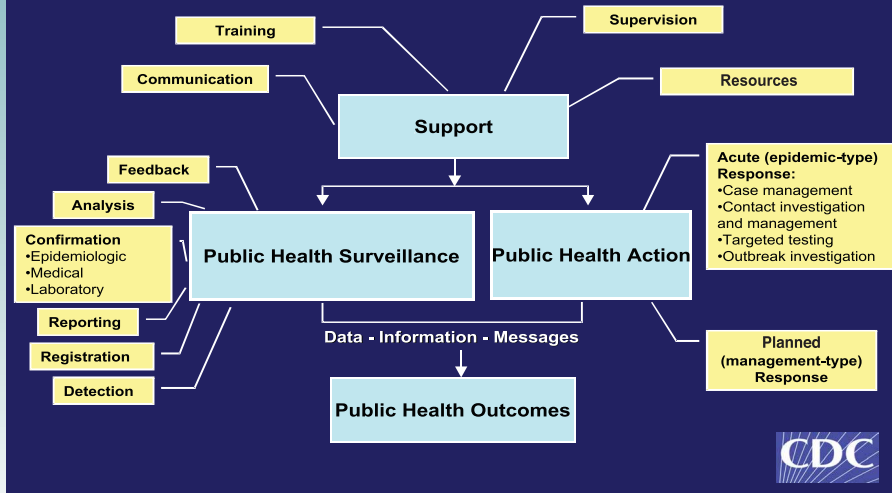 Training
Supervision
Communication
Resources
Support
Feedback
Analysis
Confirmation
•Epidemiologic
•Medical
•Laboratory
Reporting
Registration
Detection
Public Health Surveillance
Public Health Action
Acute (epidemic-type)
Response:
•Case management
•Contact investigation
and management
•Targeted testing
•Outbreak investigation
Planned
(management-type)
Response
Data - Information - Messages
Public Health Outcomes
CDC